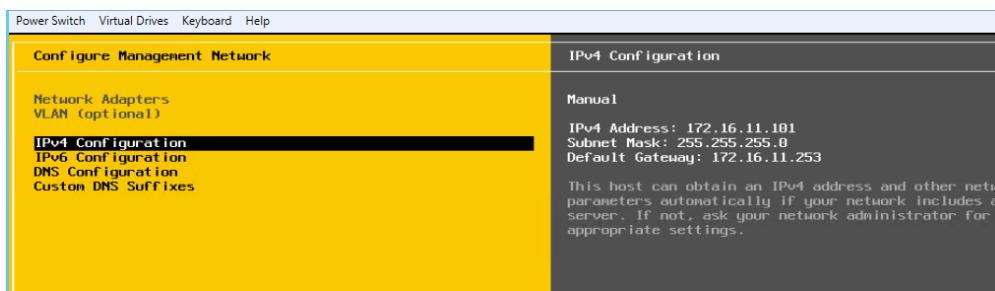 Power Switch Virtual Drives Keyboard Help
Configure Management Network
Network Adapters
VLAN (optional)
IPv4 Configuration
IPv6 Configuration
DNS Configuration
Custom DNS Suffixes
IPv4 Configuration
Manual
IPv4 Address: 172.16.11.101
Subnet Mask: 255.255.255.0
Default Gateway: 172.16.11.253
This host can obtain an IPv4 address and other netw
parameters automatically if your network includes a
server. If not, ask your network administrator for
appropriate settings.